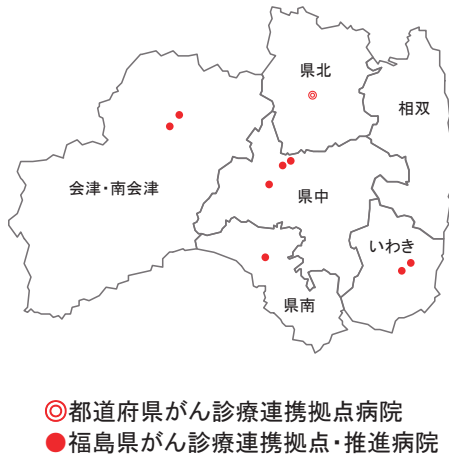 県北
相双
会津・南会津
県中
いわき
県南
◎都道府県がん診療連携拠点病院
●福島県がん診療連携拠点・推進病院